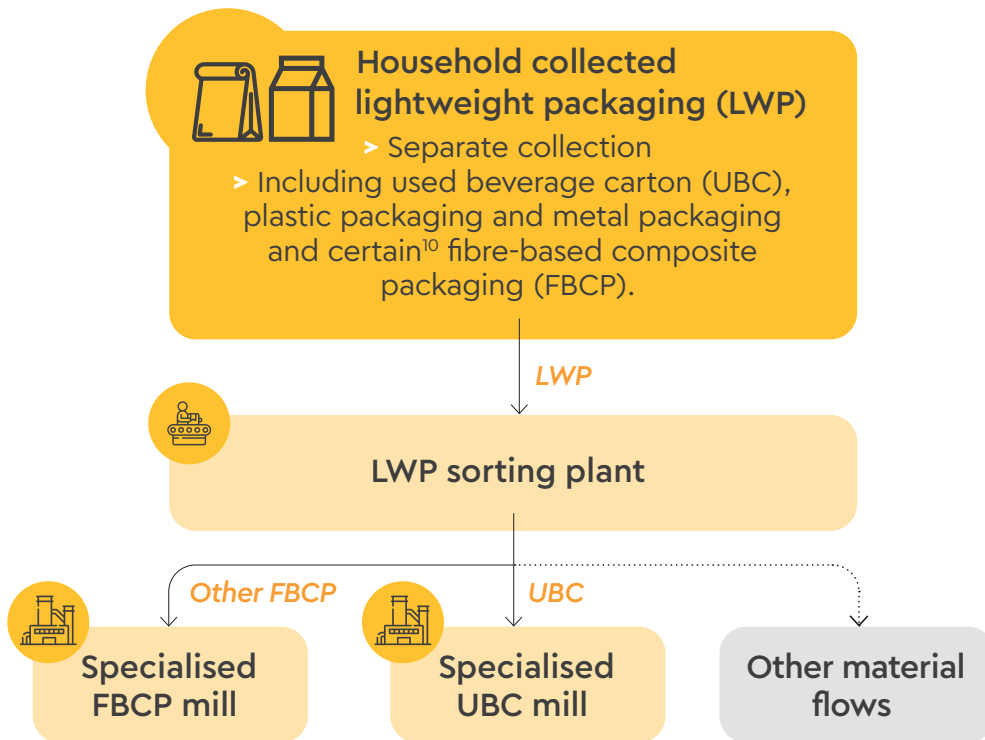 Household collected
lightweight packaging (LWP)
> Separate collection
> Including used beverage carton (UBC),
plastic packaging and metal packaging
and certain¹⁰ fibre-based composite
packaging (FBCP).
LWP
LWP sorting plant
Other FBCP
UBC
Specialised
FBCP mill
Specialised
UBC mill
Other material
flows